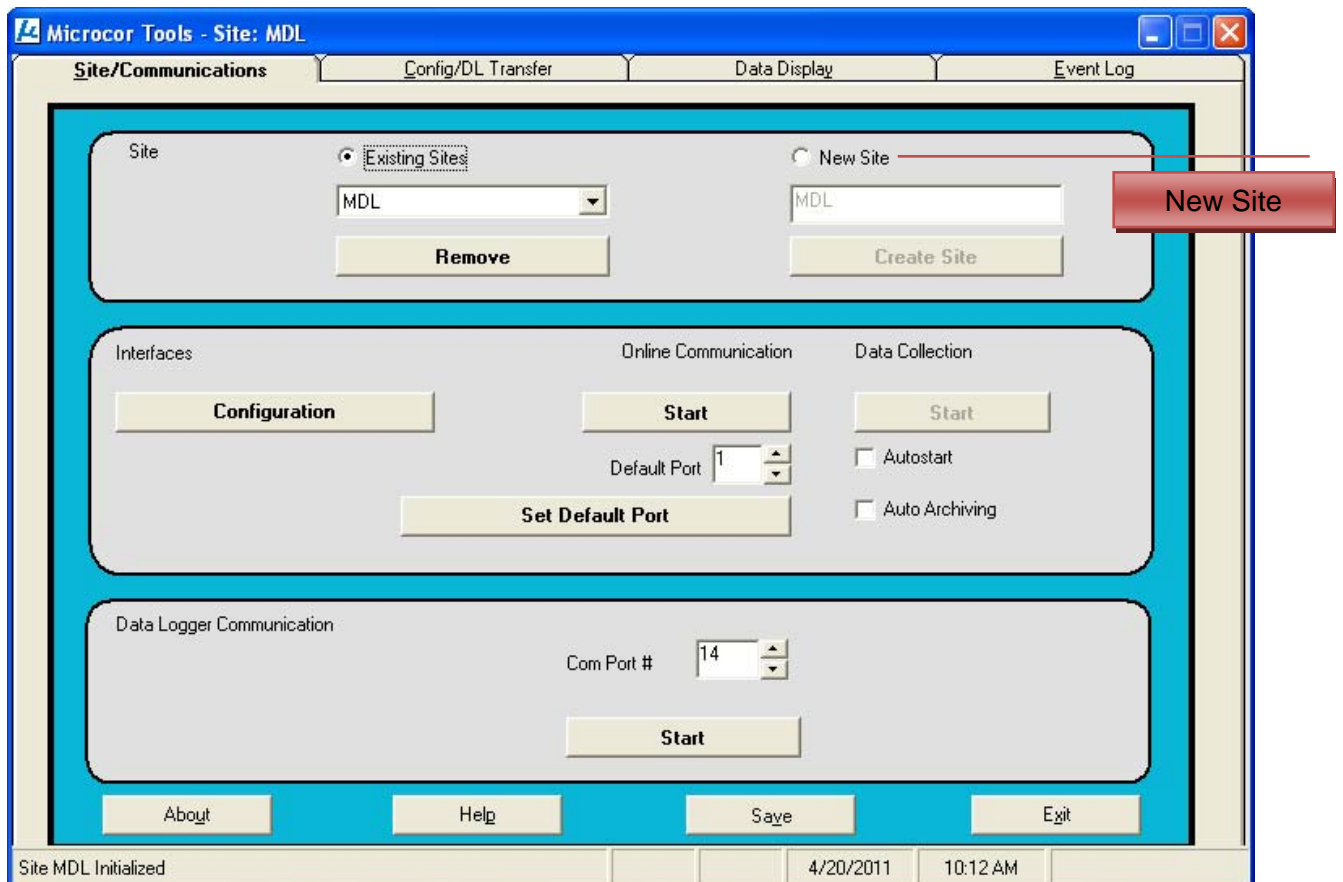 Microcor Tools - Site: MDL
Site/Communications Config/DL Transfer Data Display Event Log
Site Existing Sites New Site
MDL MDL New Site
Remove Create Site
Interfaces Online Communication Data Collection
Configuration Start Start
Default Port 1 Autostart
Set Default Port Auto Archiving
Data Logger Communication
Com Port # 14
Start
About Help Save Exit
Site MDL Initialized 4/20/2011 10:12 AM